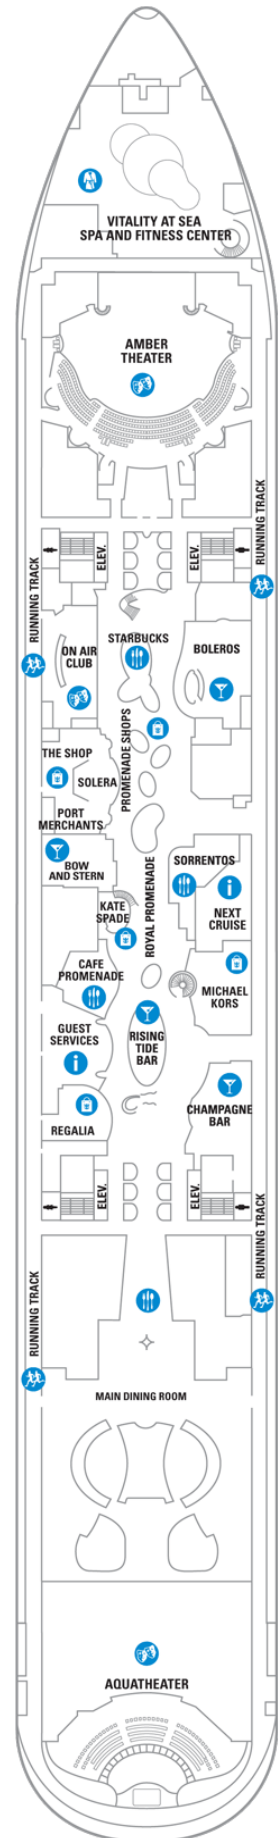 VITALITY AT SEA
SPA AND FITNESS CENTER
AMBER
THEATER
RUNNING TRACK
ELEV.
ELEV.
RUNNING TRACK
STARBUCKS
ON AIR
CLUB
BOLEROS
PROMENADE SHOPS
THE SHOP
SOLERA
PORT
MERCHANTS
BOW
AND STERN
ROYAL PROMENADE
SORRENTOS
i
NEXT
CRUISE
KATE
SPADE
CAFE
PROMENADE
MICHAEL
KORS
GUEST
SERVICES
i
RISING
TIDE
BAR
REGALIA
CHAMPAGNE
BAR
ELEV.
ELEV.
RUNNING TRACK
RUNNING TRACK
MAIN DINING ROOM
AQUATHEATER